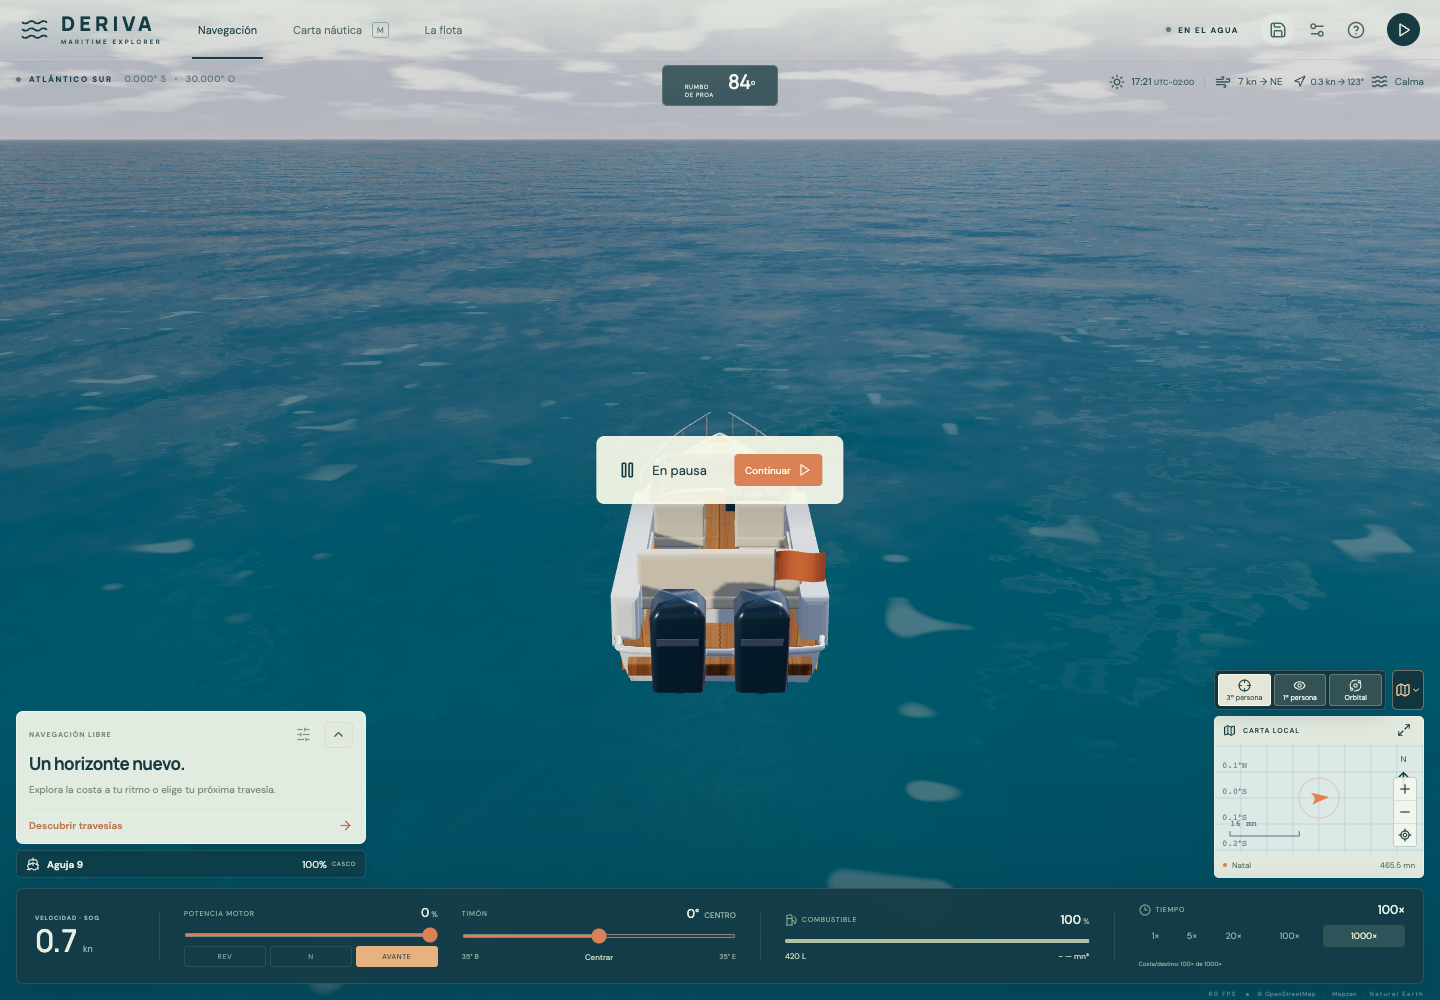 DERIVA
MARITIME EXPLORER
Navegación
Carta náutica M
La flota
EN EL AGUA
ATLÁNTICO SUR 0.000° S • 30.000° O
RUMBO DE PROA 84°
17:21 UTC-02:00
7 kn → NE
0.3 kn → 123°
Calma
En pausa
Continuar
3ª persona
1ª persona
Orbital
NAVEGACIÓN LIBRE
Un horizonte nuevo.
Explora la costa a tu ritmo o elige tu próxima travesía.
Descubrir travesías
Aguja 9
100% CASCO
CARTA LOCAL
N
0.1°N
0.0°S
0.1°S
16 mn
0.2°S
Natal 465.5 mn
VELOCIDAD · SOG
0.7 kn
POTENCIA MOTOR 0 %
REV N AVANTE
TIMÓN 0° CENTRO
35° B Centrar 35° E
COMBUSTIBLE 100 %
420 L - — mn*
TIEMPO 100×
1× 5× 20× 100× 1000×
Costa/destino: 100× de 1000×
60 FPS • © OpenStreetMap · Mapzen · Natural Earth